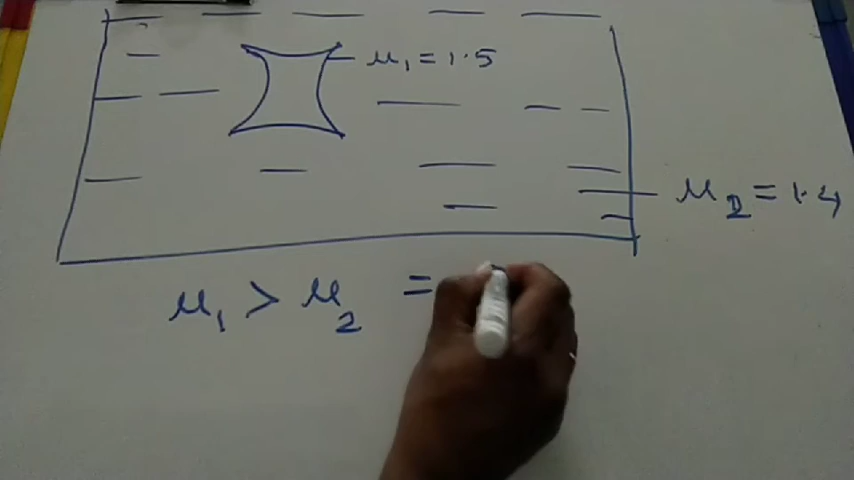 μ₁ = 1.5
μ₂ = 1.4
μ₁ > μ₂ =